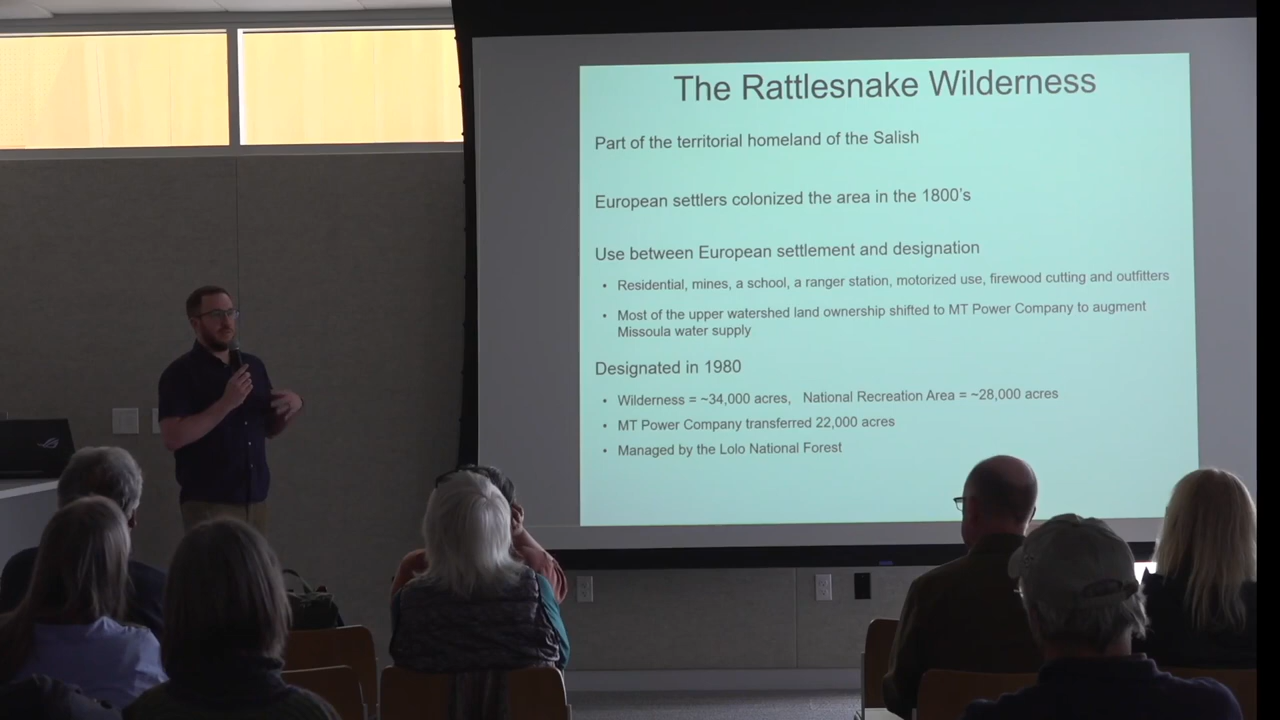 The Rattlesnake Wilderness
Part of the territorial homeland of the Salish
European settlers colonized the area in the 1800's
Use between European settlement and designation
• Residential, mines, a school, a ranger station, motorized use, firewood cutting and outfitters
• Most of the upper watershed land ownership shifted to MT Power Company to augment
Missoula water supply
Designated in 1980
• Wilderness = ~34,000 acres, National Recreation Area = ~28,000 acres
• MT Power Company transferred 22,000 acres
• Managed by the Lolo National Forest